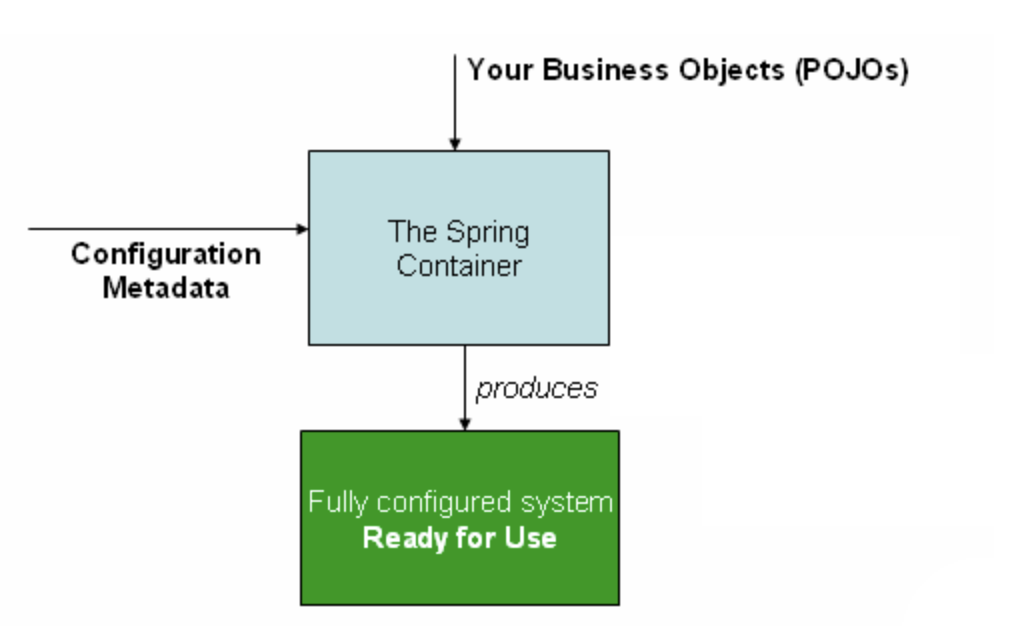 Your Business Objects (POJOs)
The Spring
Container
Configuration
Metadata
produces
Fully configured system
Ready for Use